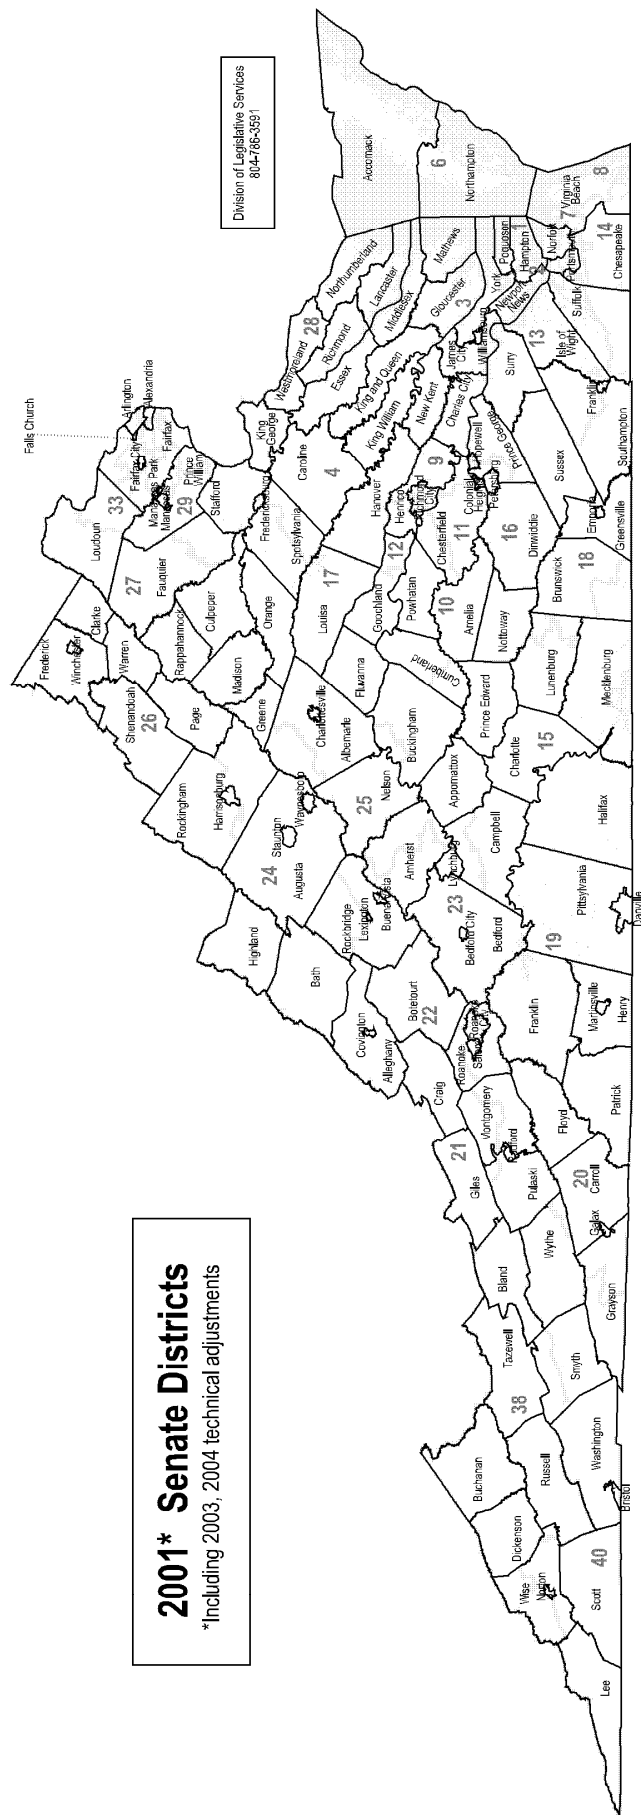 2001* Senate Districts
*Including 2003, 2004 technical adjustments
Division of Legislative Services
804-786-3591
Falls Church
Arlington
Alexandria
Fairfax City
Fairfax
Manassas Park
Manassas
Prince
William
29
33
Loudoun
27
Fauquier
Stafford
Clarke
Frederick
Winchester
Warren
Shenandoah
26
Rappahannock
Culpeper
Page
Madison
Orange
Greene
Rockingham
Harrisonburg
King
George
Fredericksburg
Spotsylvania
Caroline
4
Westmoreland
28
Northumberland
Richmond
Lancaster
Essex
Middlesex
King and Queen
King William
Mathews
Gloucester
3
Accomack
6
Northampton
Highland
24
Augusta
Staunton
Waynesboro
Charlottesville
Albemarle
Louisa
17
Fluvanna
Goochland
Hanover
12
Henrico
Richmond
City
9
New Kent
Charles City
James
City
Williamsburg
York
Poquoson
1
Hampton
Newport
News
2
Bath
Rockbridge
Lexington
Buena Vista
25
Nelson
Amherst
Buckingham
Cumberland
Powhatan
10
Amelia
Chesterfield
11
Colonial
Heights
Hopewell
Petersburg
Prince George
Surry
Isle of
Wight
13
Suffolk
Portsmouth
Norfolk
7
Virginia
Beach
8
14
Chesapeake
Covington
Alleghany
Botetourt
22
Craig
Roanoke
Salem
Roanoke
City
Bedford City
23
Bedford
Lynchburg
Campbell
Appomattox
Prince Edward
Charlotte
15
Nottoway
Lunenburg
16
Dinwiddie
Sussex
Brunswick
18
Greensville
Emporia
Southampton
Franklin
Mecklenburg
Halifax
Pittsylvania
19
Danville
Franklin
Martinsville
Henry
Patrick
Floyd
Montgomery
Radford
21
Giles
Pulaski
20
Carroll
Galax
Wythe
Bland
Grayson
Smyth
Tazewell
38
Buchanan
Russell
Washington
Bristol
Dickenson
Wise
Norton
Scott
40
Lee